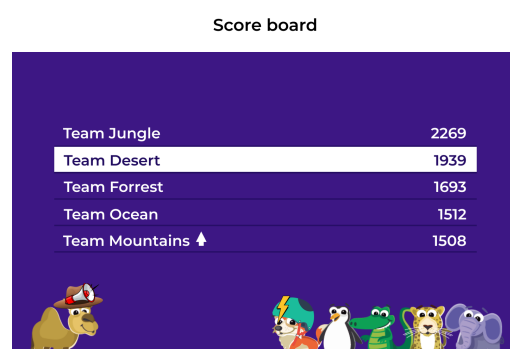 Score board
Team Jungle 2269
Team Desert 1939
Team Forrest 1693
Team Ocean 1512
Team Mountains 1508